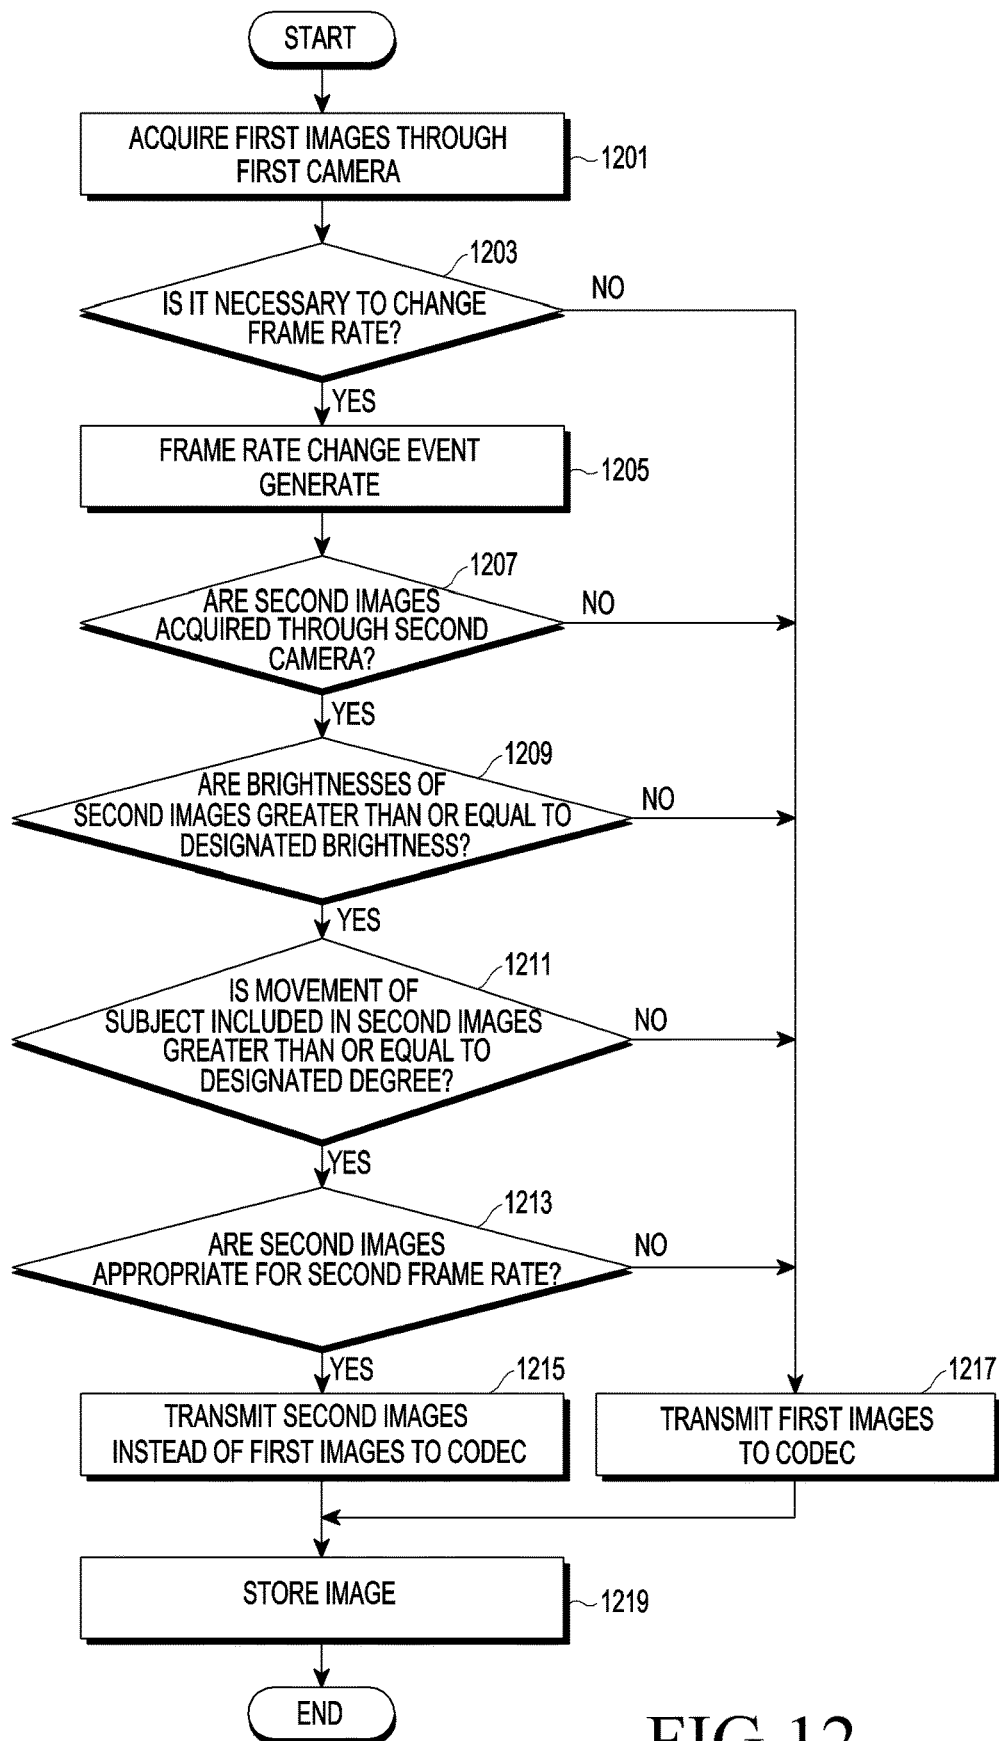 START
ACQUIRE FIRST IMAGES THROUGH
FIRST CAMERA
1201
1203
IS IT NECESSARY TO CHANGE
FRAME RATE?
NO
YES
FRAME RATE CHANGE EVENT
GENERATE
1205
1207
ARE SECOND IMAGES
ACQUIRED THROUGH SECOND
CAMERA?
NO
YES
1209
ARE BRIGHTNESSES OF
SECOND IMAGES GREATER THAN OR EQUAL TO
DESIGNATED BRIGHTNESS?
NO
YES
1211
IS MOVEMENT OF
SUBJECT INCLUDED IN SECOND IMAGES
GREATER THAN OR EQUAL TO
DESIGNATED DEGREE?
NO
YES
1213
ARE SECOND IMAGES
APPROPRIATE FOR SECOND FRAME RATE?
NO
YES
1215
TRANSMIT SECOND IMAGES
INSTEAD OF FIRST IMAGES TO CODEC
1217
TRANSMIT FIRST IMAGES
TO CODEC
STORE IMAGE
1219
END
FIG.12